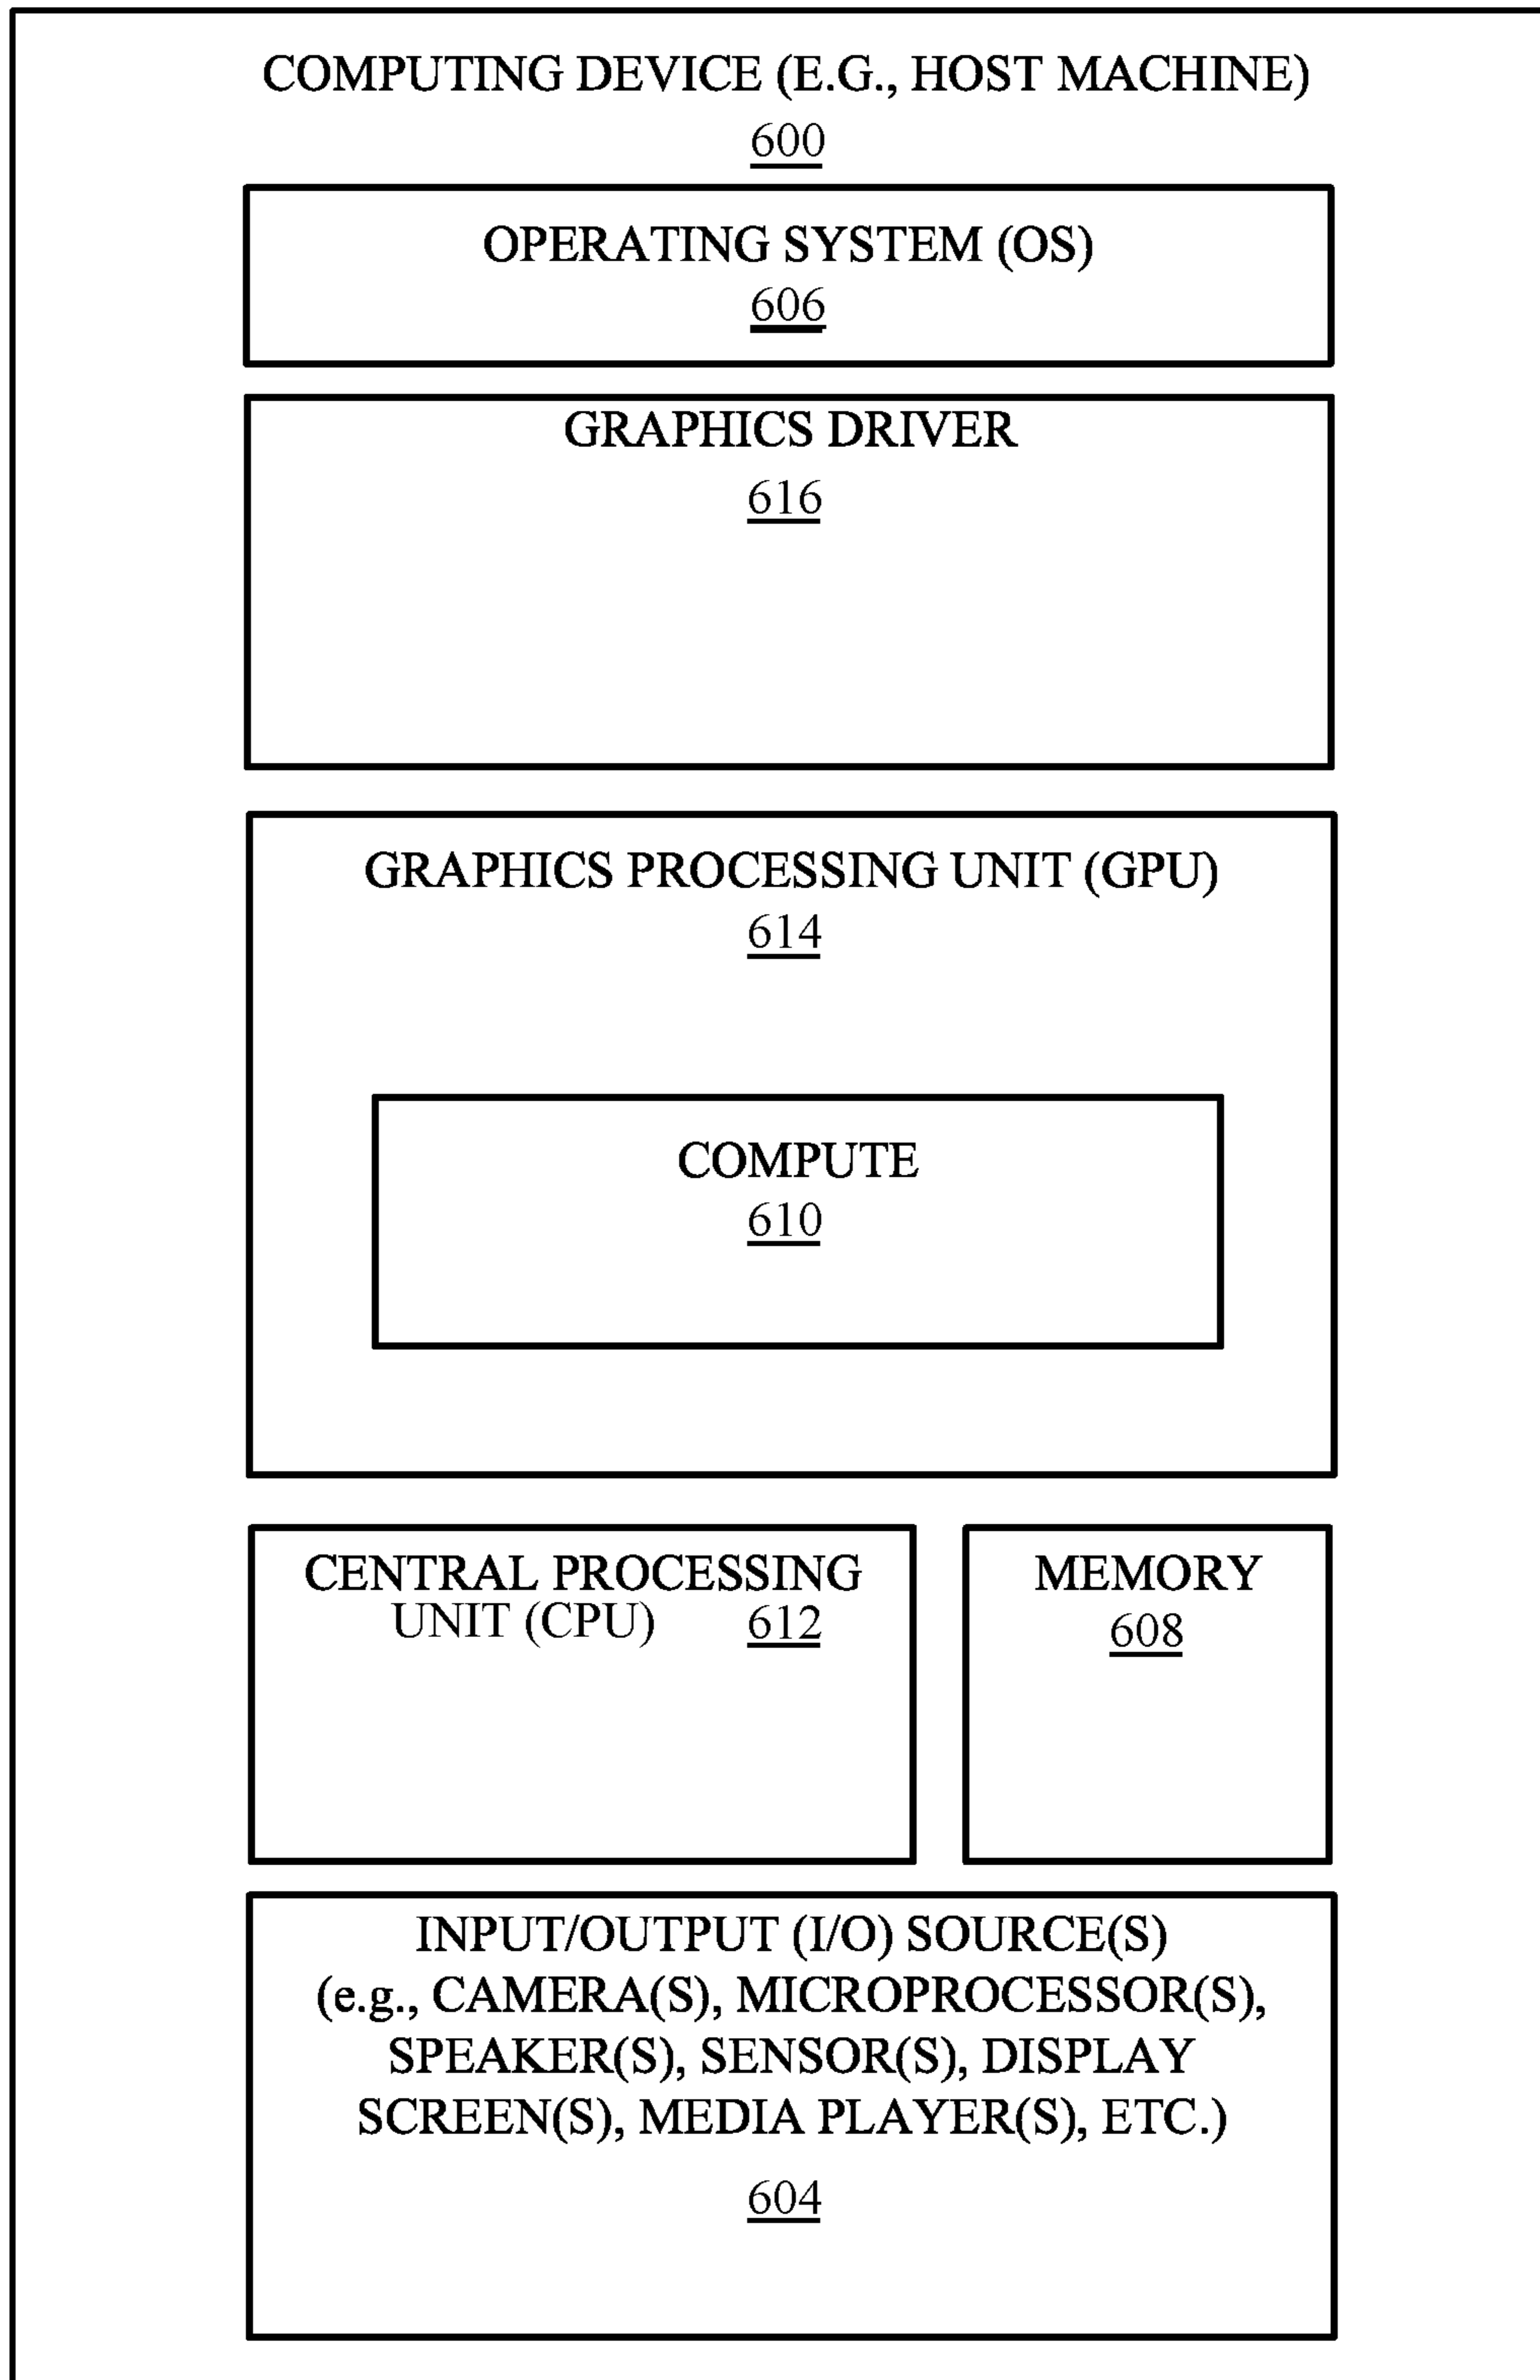 COMPUTING DEVICE (E.G., HOST MACHINE)
600
OPERATING SYSTEM (OS)
606
GRAPHICS DRIVER
616
GRAPHICS PROCESSING UNIT (GPU)
614
COMPUTE
610
CENTRAL PROCESSING
UNIT (CPU) 612
MEMORY
608
INPUT/OUTPUT (I/O) SOURCE(S)
(e.g., CAMERA(S), MICROPROCESSOR(S),
SPEAKER(S), SENSOR(S), DISPLAY
SCREEN(S), MEDIA PLAYER(S), ETC.)
604